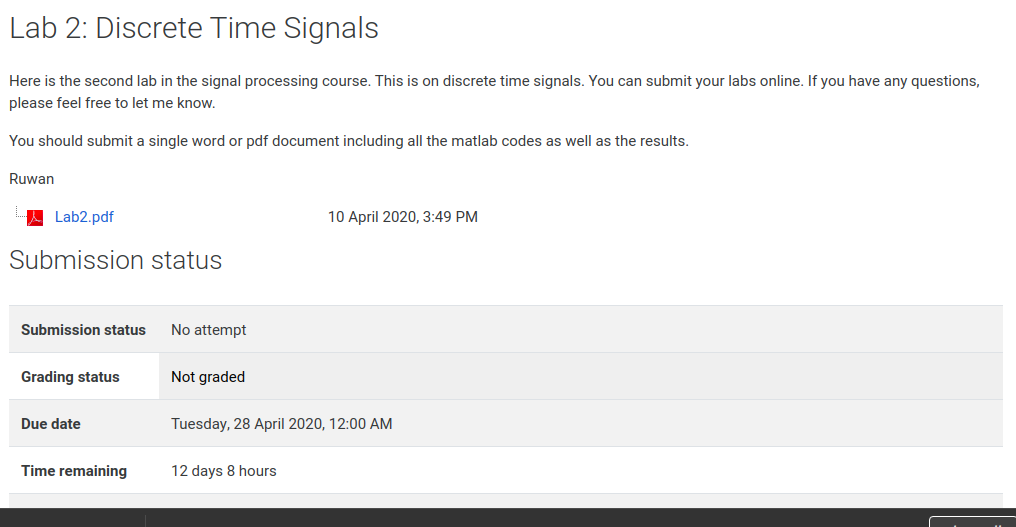 Lab 2: Discrete Time Signals
Here is the second lab in the signal processing course. This is on discrete time signals. You can submit your labs online. If you have any questions,
please feel free to let me know.
You should submit a single word or pdf document including all the matlab codes as well as the results.
Ruwan
Lab2.pdf 10 April 2020, 3:49 PM
Submission status
Submission status No attempt
Grading status Not graded
Due date Tuesday, 28 April 2020, 12:00 AM
Time remaining 12 days 8 hours